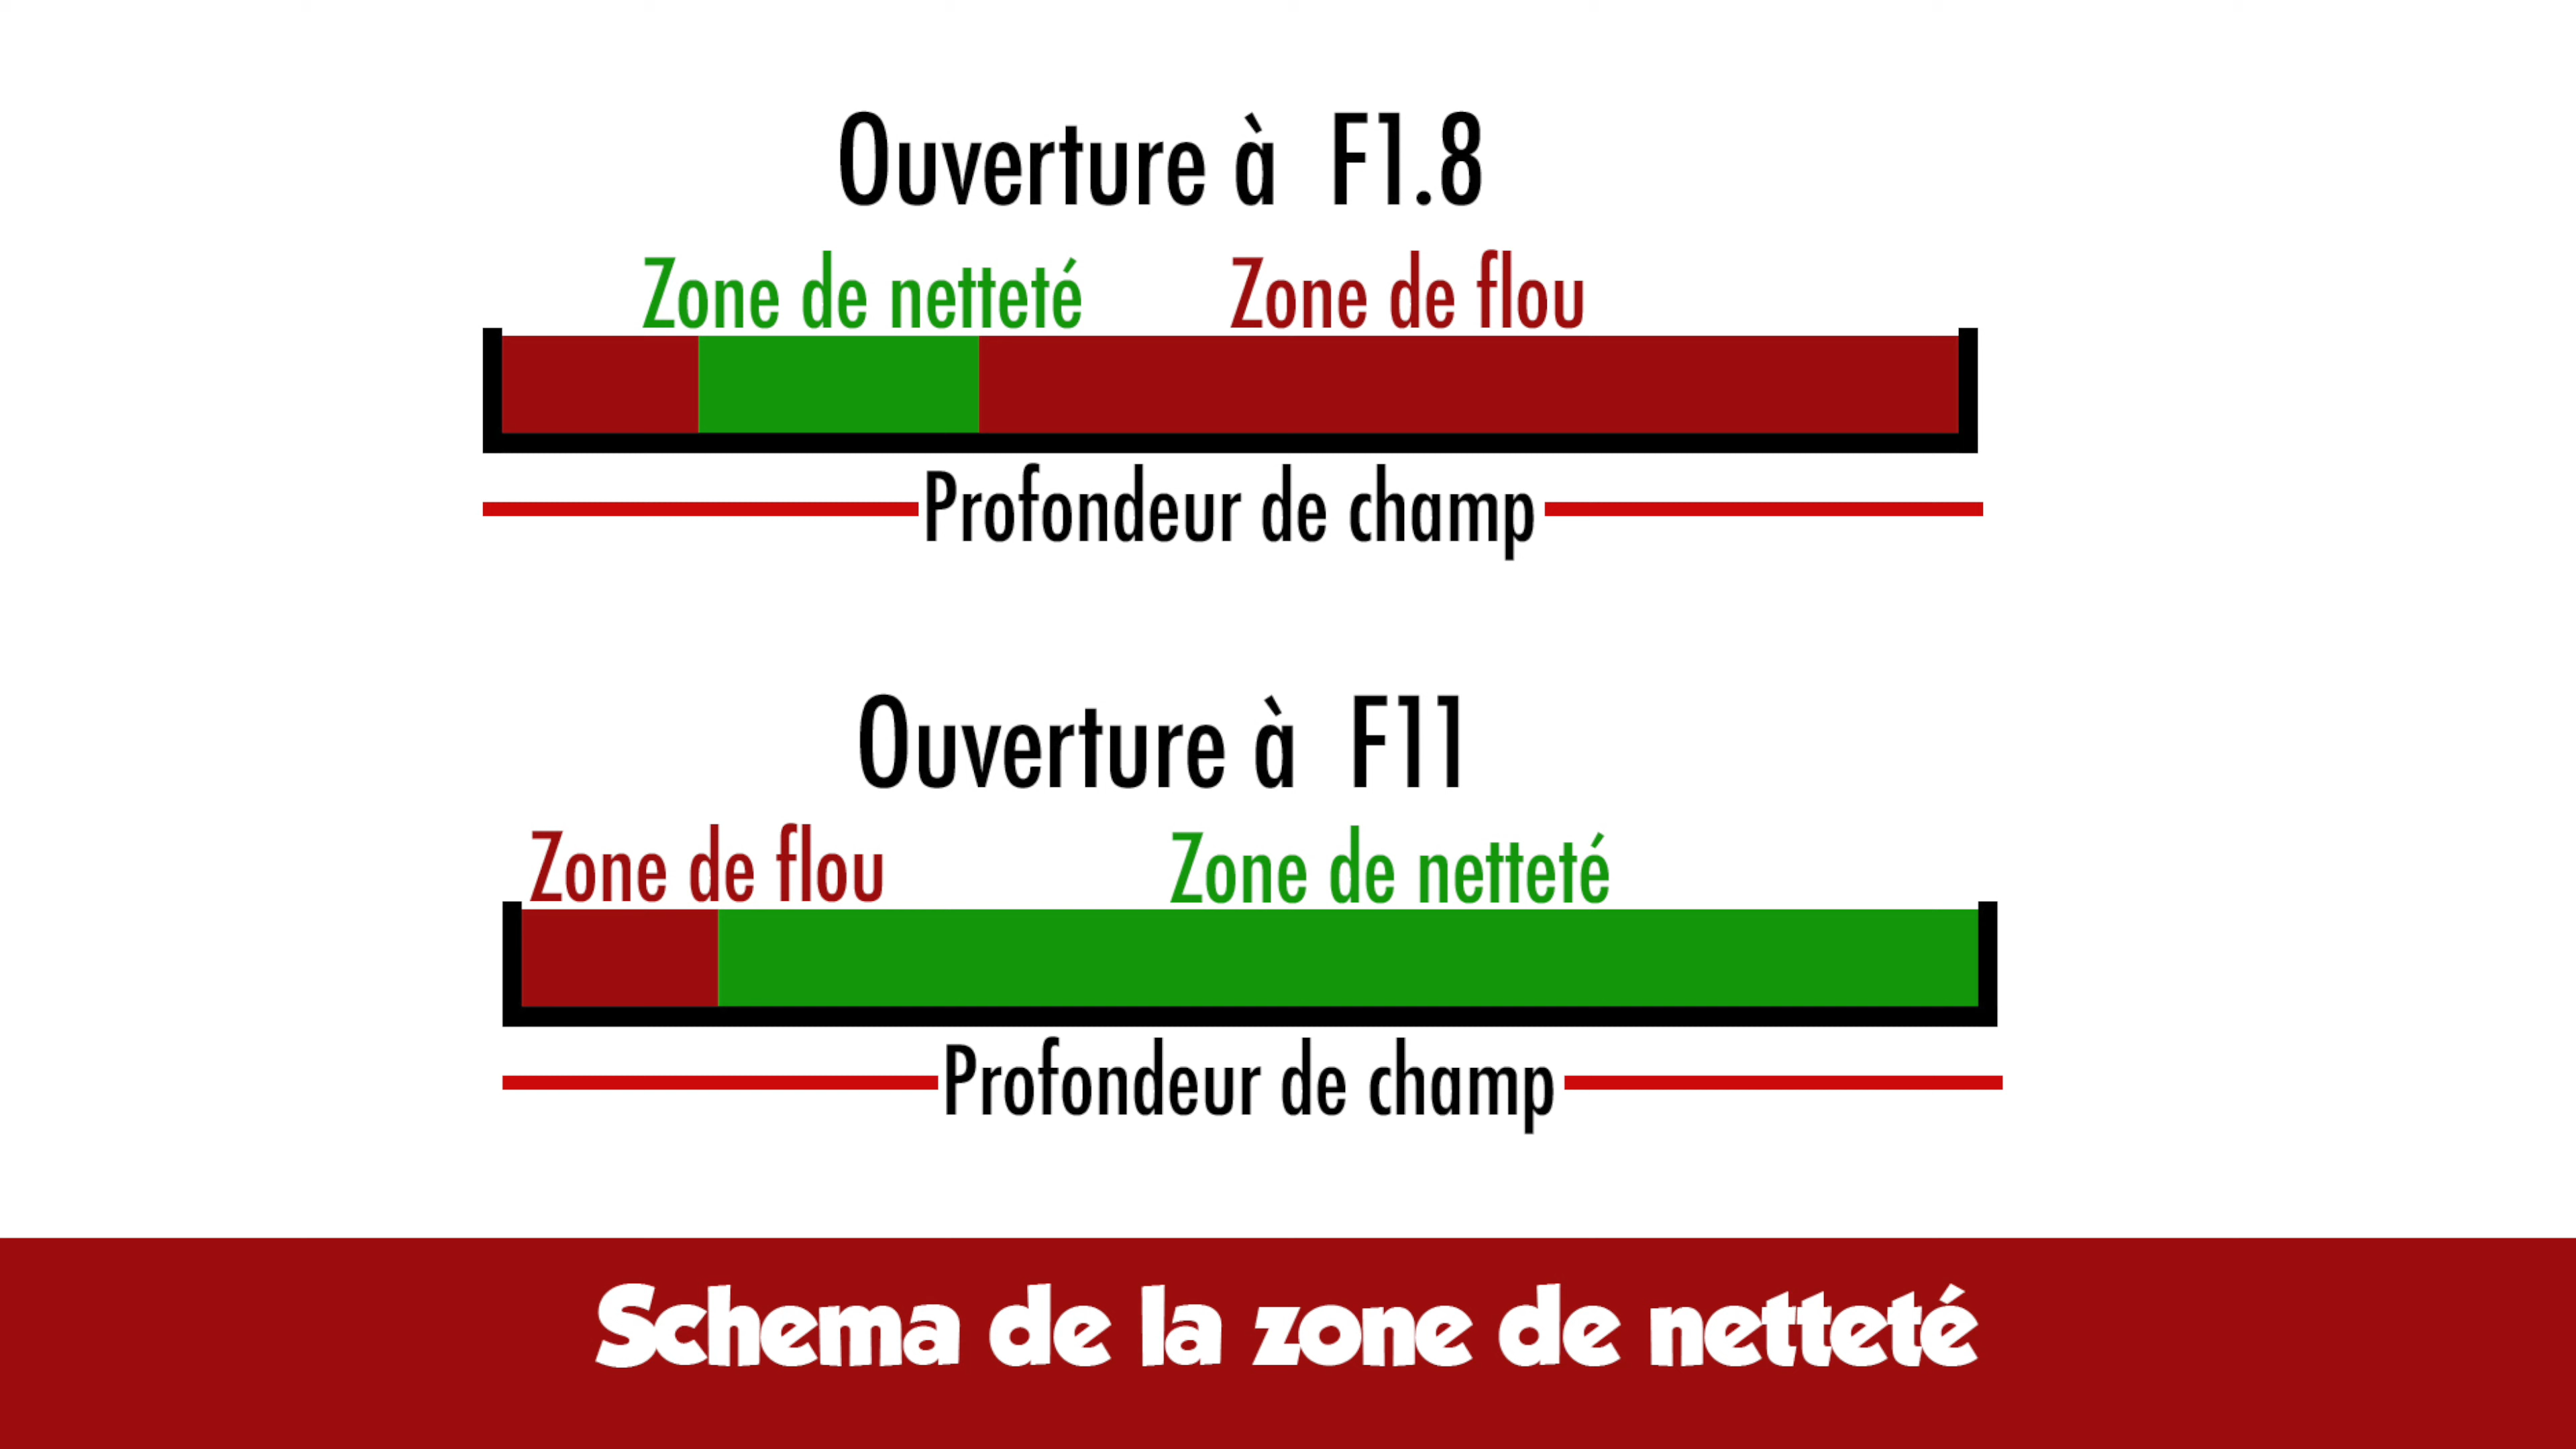 Ouverture à F1.8
Zone de netteté Zone de flou
Profondeur de champ
Ouverture à F11
Zone de flou Zone de netteté
Profondeur de champ
Schema de la zone de netteté